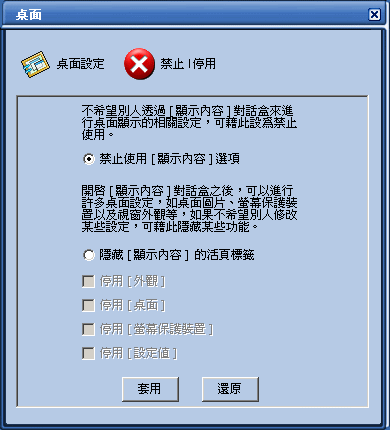 桌面
桌面設定
禁止 | 停用
不希望別人透過 [ 顯示內容 ] 對話盒來進
行桌面顯示的相關設定，可藉此設為禁止
使用。
禁止使用 [ 顯示內容 ] 選項
開啓 [ 顯示內容 ] 對話盒之後，可以進行
許多桌面設定，如桌面圖片、螢幕保護裝
置以及視窗外觀等，如果不希望別人修改
某些設定，可藉此隱藏某些功能。
隱藏 [ 顯示內容 ] 的活頁標籤
停用 [ 外觀 ]
停用 [ 桌面 ]
停用 [ 螢幕保護裝置 ]
停用 [ 設定值 ]
套用
還原